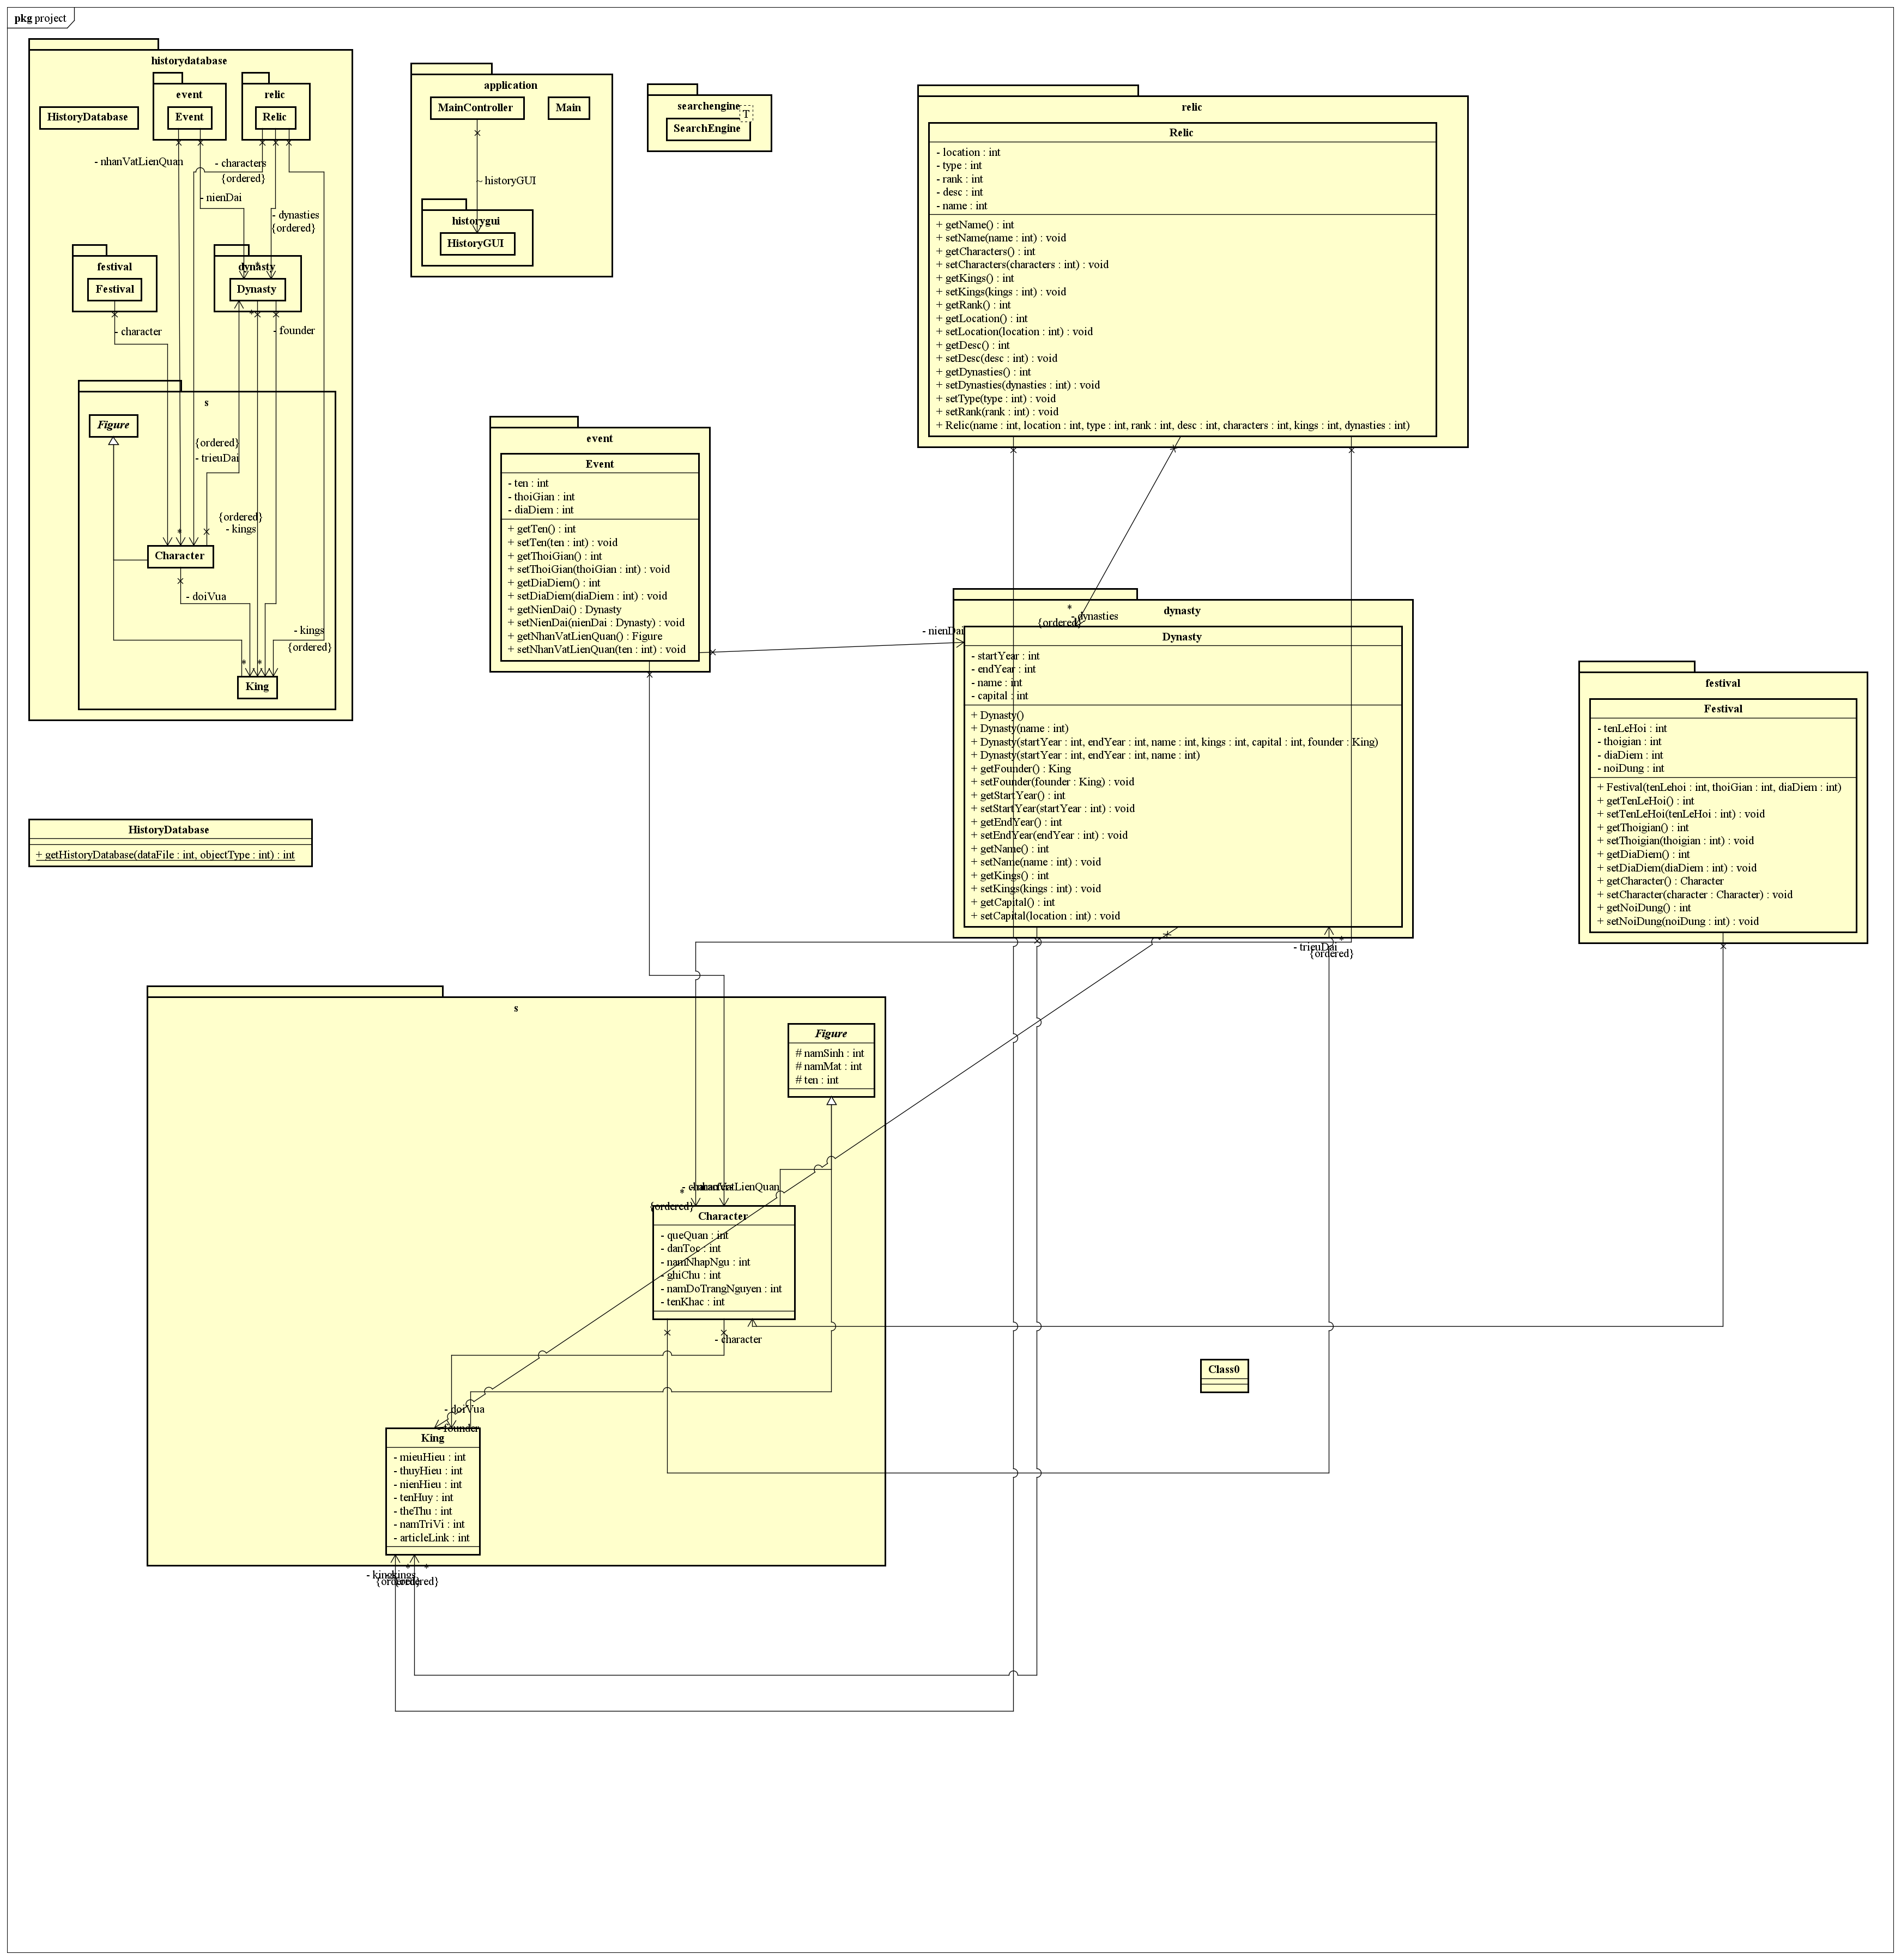 pkg project
historydatabase
HistoryDatabase
event
Event
relic
Relic
- nhanVatLienQuan
- characters
{ordered}
- nienDai
- dynasties
{ordered}
festival
Festival
dynasty
*
Dynasty
*
- character
- founder
s
Figure
{ordered}
- trieuDai
{ordered}
- kings
*
Character
- doiVua
- kings
{ordered}
*
*
King
application
MainController
Main
~ historyGUI
historygui
HistoryGUI
searchengine
T
SearchEngine
relic
Relic
- location : int
- type : int
- rank : int
- desc : int
- name : int
+ getName() : int
+ setName(name : int) : void
+ getCharacters() : int
+ setCharacters(characters : int) : void
+ getKings() : int
+ setKings(kings : int) : void
+ getRank() : int
+ getLocation() : int
+ setLocation(location : int) : void
+ getDesc() : int
+ setDesc(desc : int) : void
+ getDynasties() : int
+ setDynasties(dynasties : int) : void
+ setType(type : int) : void
+ setRank(rank : int) : void
+ Relic(name : int, location : int, type : int, rank : int, desc : int, characters : int, kings : int, dynasties : int)
event
Event
- ten : int
- thoiGian : int
- diaDiem : int
+ getTen() : int
+ setTen(ten : int) : void
+ getThoiGian() : int
+ setThoiGian(thoiGian : int) : void
+ getDiaDiem() : int
+ setDiaDiem(diaDiem : int) : void
+ getNienDai() : Dynasty
+ setNienDai(nienDai : Dynasty) : void
+ getNhanVatLienQuan() : Figure
+ setNhanVatLienQuan(ten : int) : void
- nienDai
dynasty
*
- dynasties
{ordered}
Dynasty
- startYear : int
- endYear : int
- name : int
- capital : int
+ Dynasty()
+ Dynasty(name : int)
+ Dynasty(startYear : int, endYear : int, name : int, kings : int, capital : int, founder : King)
+ Dynasty(startYear : int, endYear : int, name : int)
+ getFounder() : King
+ setFounder(founder : King) : void
+ getStartYear() : int
+ setStartYear(startYear : int) : void
+ getEndYear() : int
+ setEndYear(endYear : int) : void
+ getName() : int
+ setName(name : int) : void
+ getKings() : int
+ setKings(kings : int) : void
+ getCapital() : int
+ setCapital(location : int) : void
*
- trieuDai
{ordered}
festival
Festival
- tenLeHoi : int
- thoigian : int
- diaDiem : int
- noiDung : int
+ Festival(tenLehoi : int, thoiGian : int, diaDiem : int)
+ getTenLeHoi() : int
+ setTenLeHoi(tenLeHoi : int) : void
+ getThoigian() : int
+ setThoigian(thoigian : int) : void
+ getDiaDiem() : int
+ setDiaDiem(diaDiem : int) : void
+ getCharacter() : Character
+ setCharacter(character : Character) : void
+ getNoiDung() : int
+ setNoiDung(noiDung : int) : void
HistoryDatabase
+ getHistoryDatabase(dataFile : int, objectType : int) : int
s
Figure
# namSinh : int
# namMat : int
# ten : int
*
{ordered}
Character
- queQuan : int
- danToc : int
- namNhapNgu : int
- ghiChu : int
- namDoTrangNguyen : int
- tenKhac : int
- character
- doiVua
founder
King
- mieuHieu : int
- thuyHieu : int
- nienHieu : int
- tenHuy : int
- theThu : int
- namTriVi : int
- articleLink : int
*
*
Class0